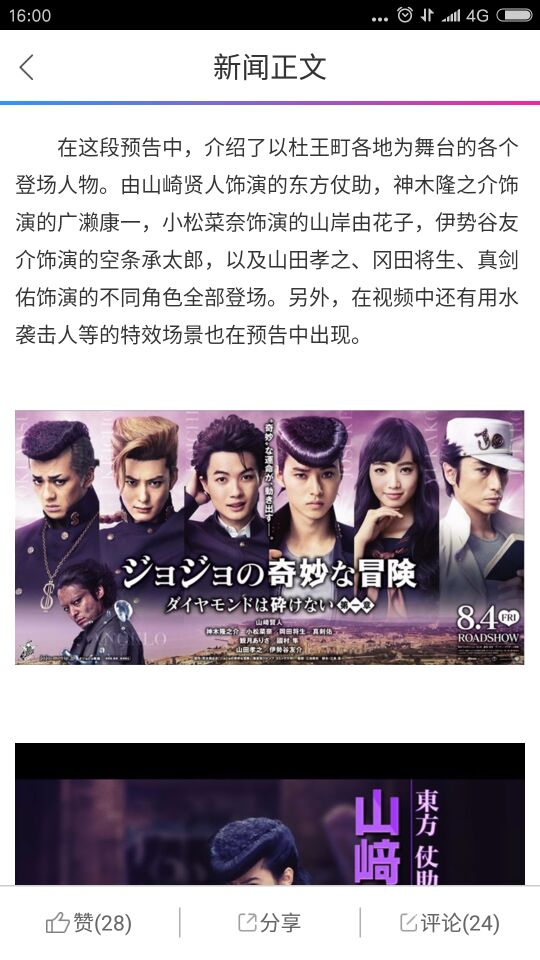 16:00
4G
新闻正文
在这段预告中，介绍了以杜王町各地为舞台的各个
登场人物。由山崎贤人饰演的东方仗助，神木隆之介饰
演的广濑康一，小松菜奈饰演的山岸由花子，伊势谷友
介饰演的空条承太郎，以及山田孝之、冈田将生、真剑
佑饰演的不同角色全部登场。另外，在视频中还有用水
袭击人等的特效场景也在预告中出现。
“奇妙”な運命が、動き出す
ジョジョの奇妙な冒険
ダイヤモンドは砕けない 第一章
山﨑賢人
神木隆之介 小松菜奈 岡田将生 真剣佑
観月ありさ 國村隼
山田孝之 伊勢谷友介
8.4 FRI
ROADSHOW
ANGELO
東方 仗助
山﨑
赞(28)
分享
评论(24)